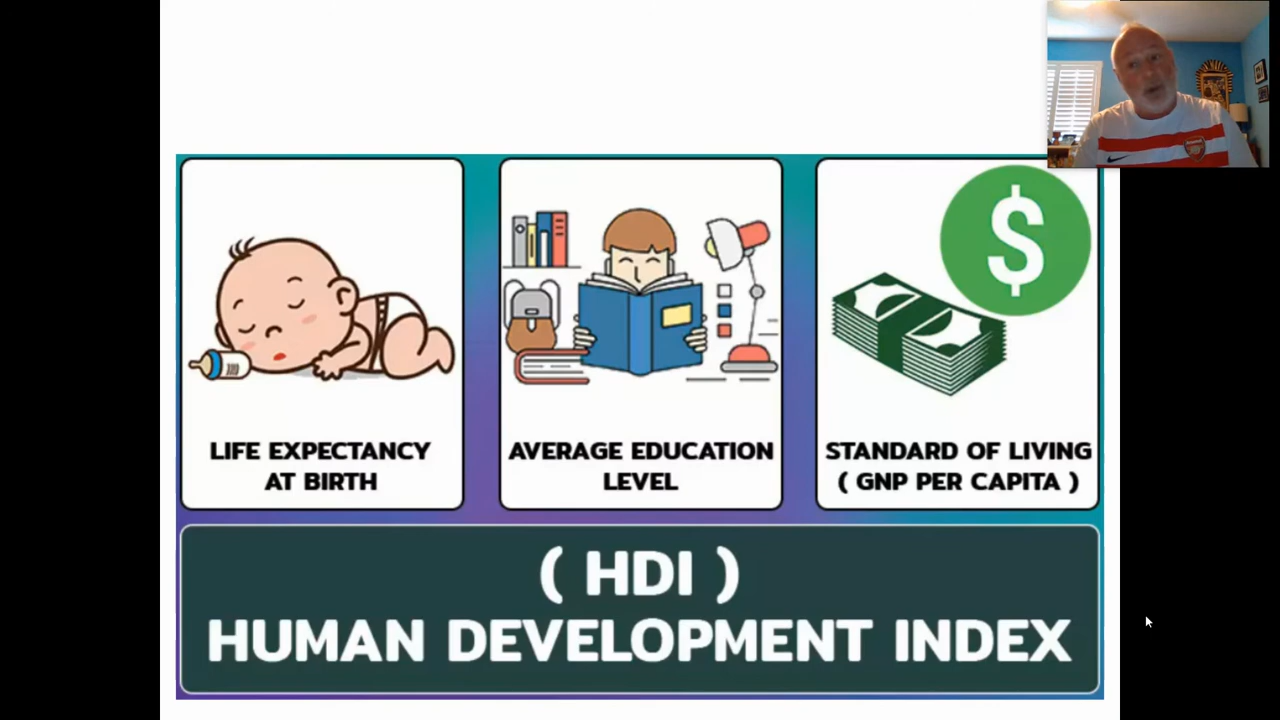 LIFE EXPECTANCY
AT BIRTH
AVERAGE EDUCATION
LEVEL
$
STANDARD OF LIVING
( GNP PER CAPITA )
( HDI )
HUMAN DEVELOPMENT INDEX